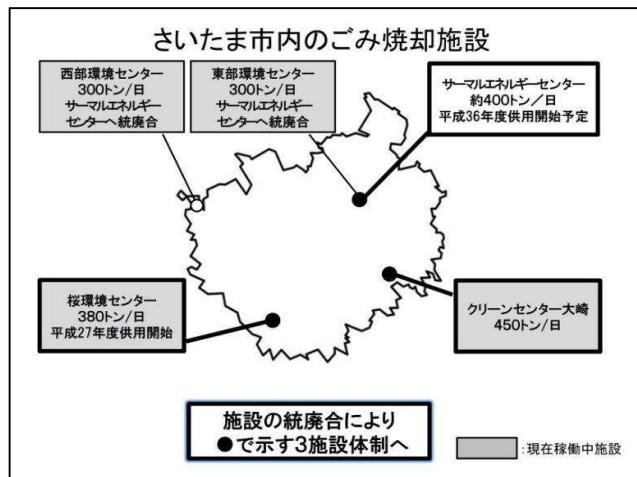 さいたま市内のごみ焼却施設
西部環境センター
300トン/日
サーマルエネルギー
センターへ統廃合
東部環境センター
300トン/日
サーマルエネルギー
センターへ統廃合
サーマルエネルギーセンター
約400トン／日
平成36年度供用開始予定
桜環境センター
380トン/日
平成27年度供用開始
クリーンセンター大崎
450トン/日
施設の統廃合により
●で示す3施設体制へ
:現在稼働中施設